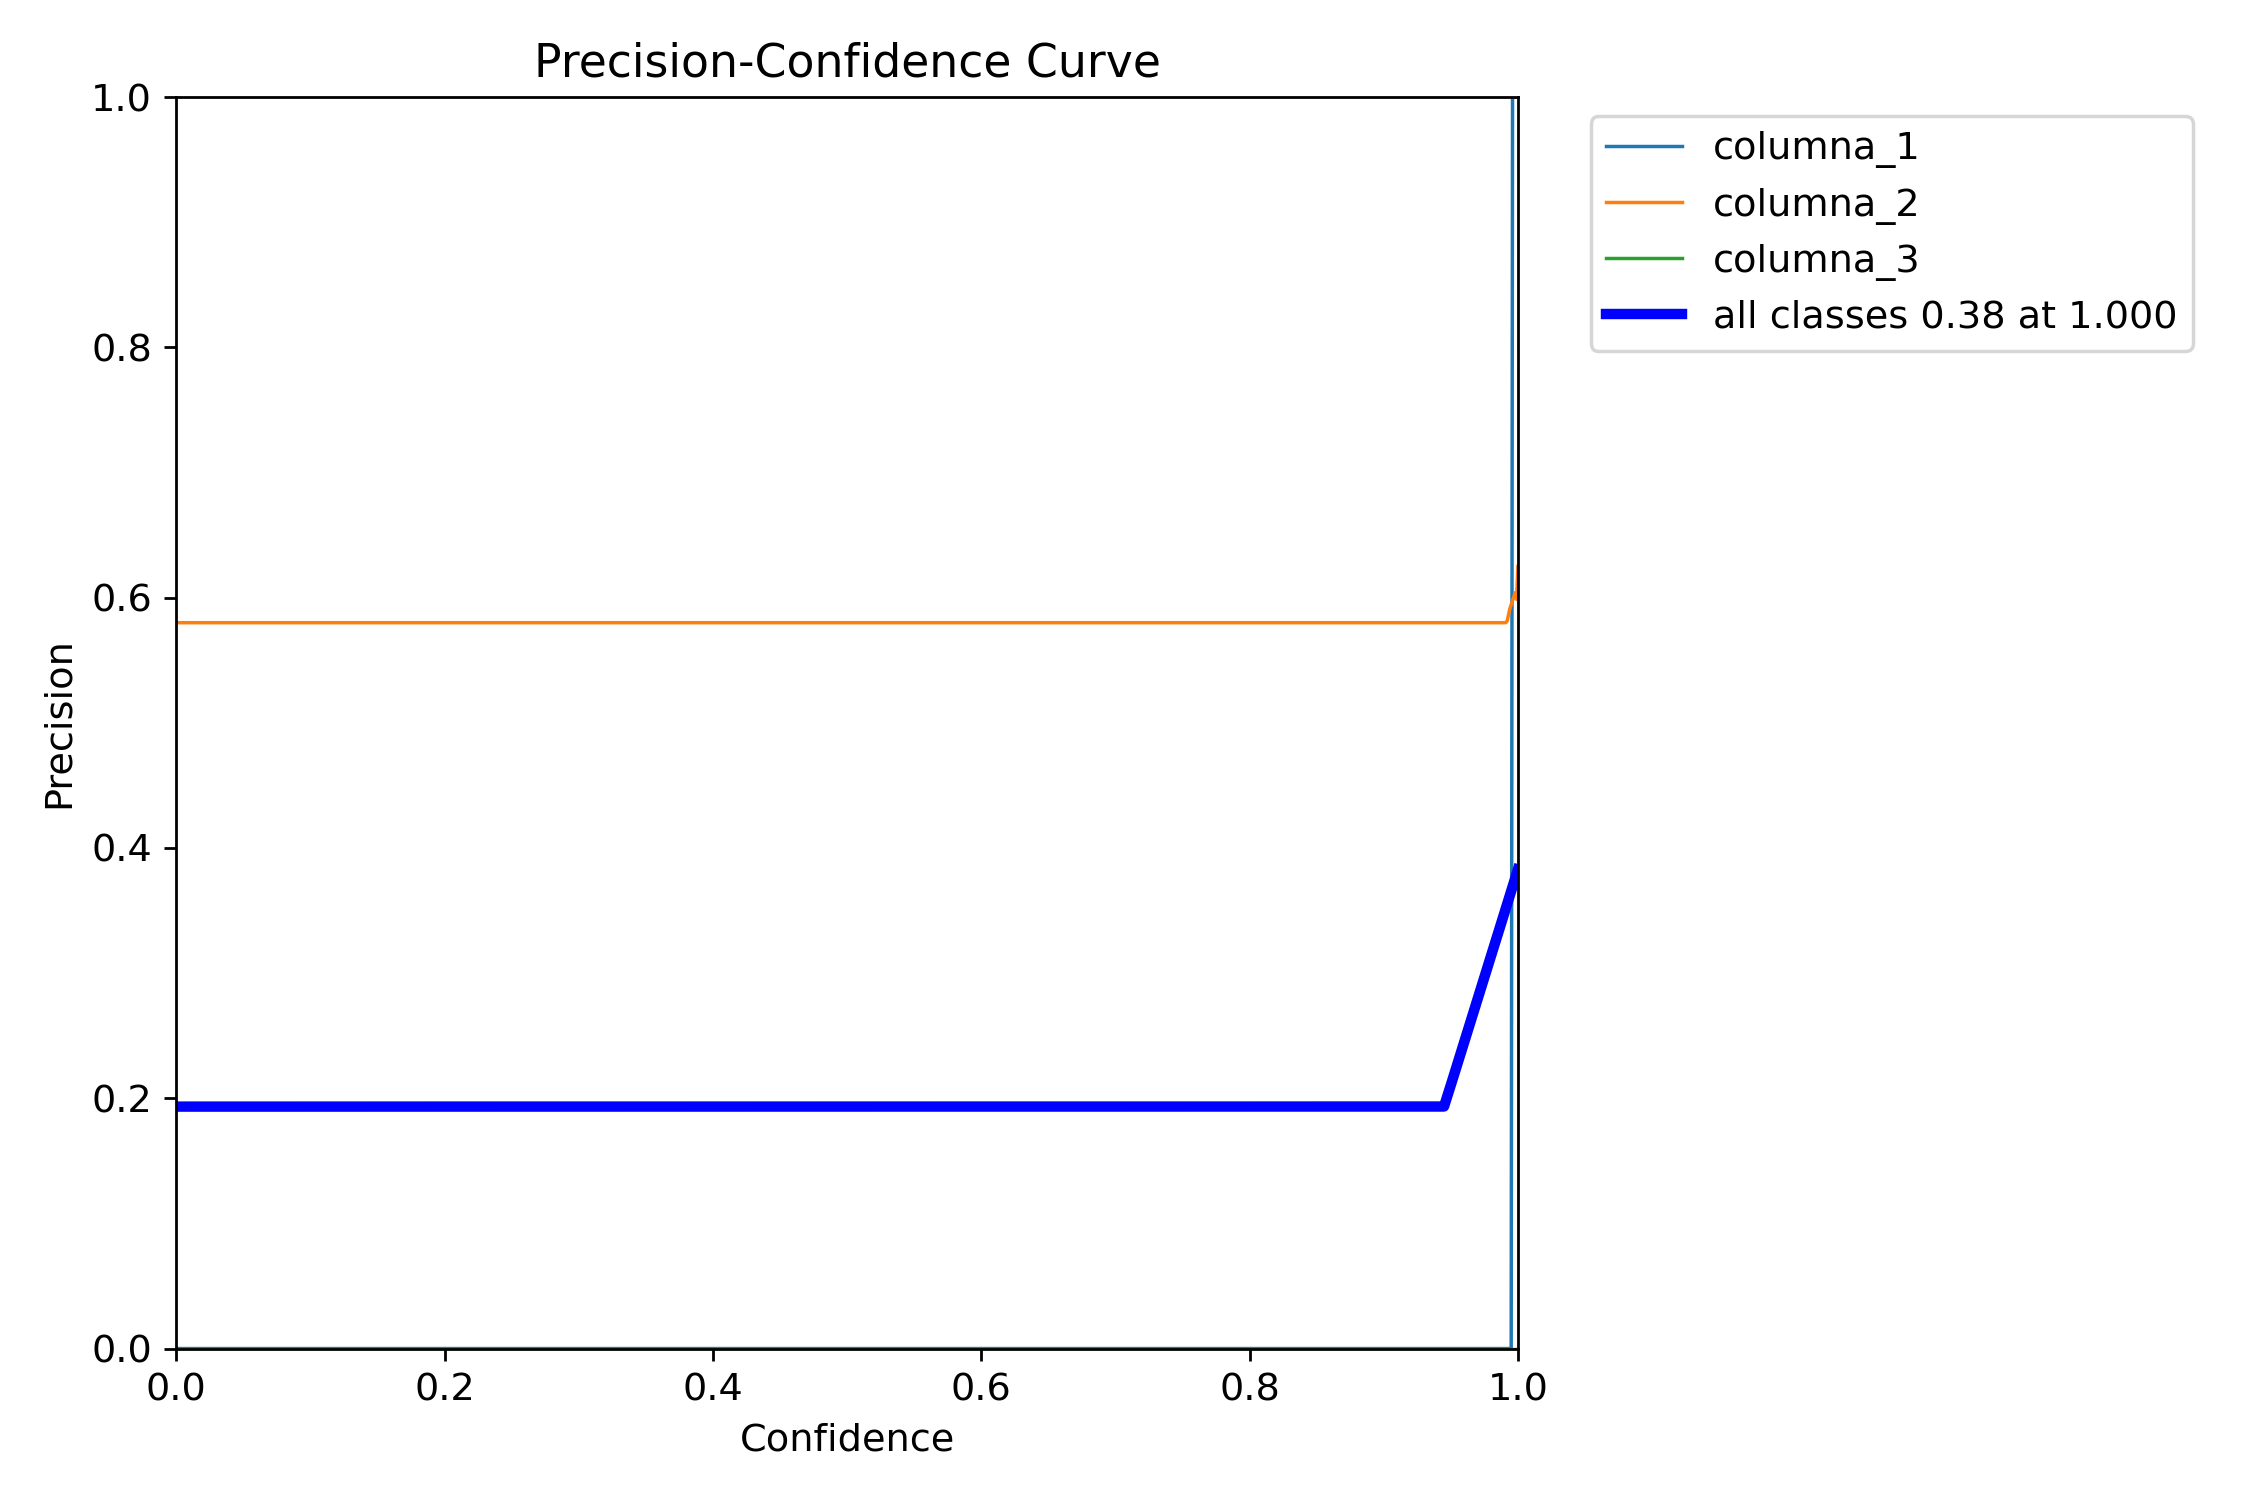 Precision-Confidence Curve
1.0
0.8
0.6
0.4
0.2
0.0
Precision
0.0 0.2 0.4 0.6 0.8 1.0
Confidence
columna_1
columna_2
columna_3
all classes 0.38 at 1.000